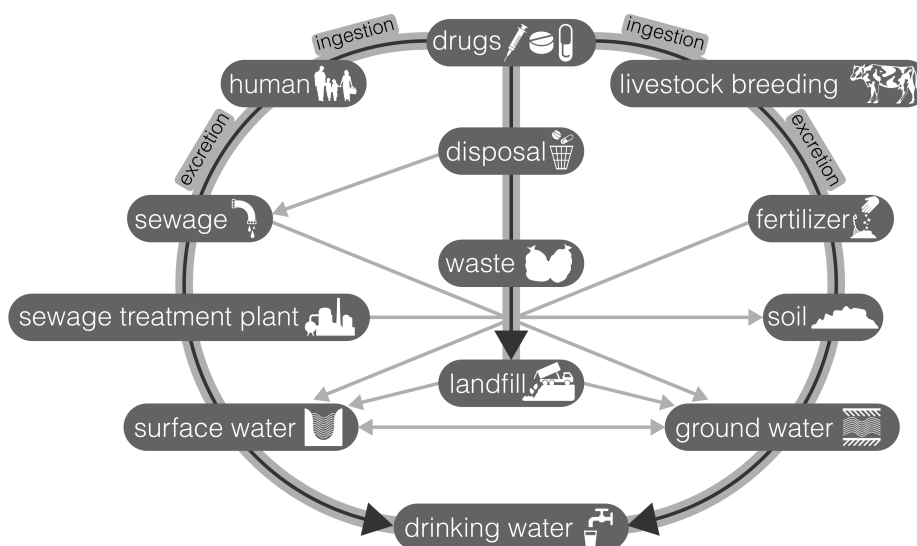 ingestion
drugs
ingestion
human
livestock breeding
excretion
disposal
excretion
sewage
fertilizer
waste
sewage treatment plant
soil
landfill
surface water
ground water
drinking water